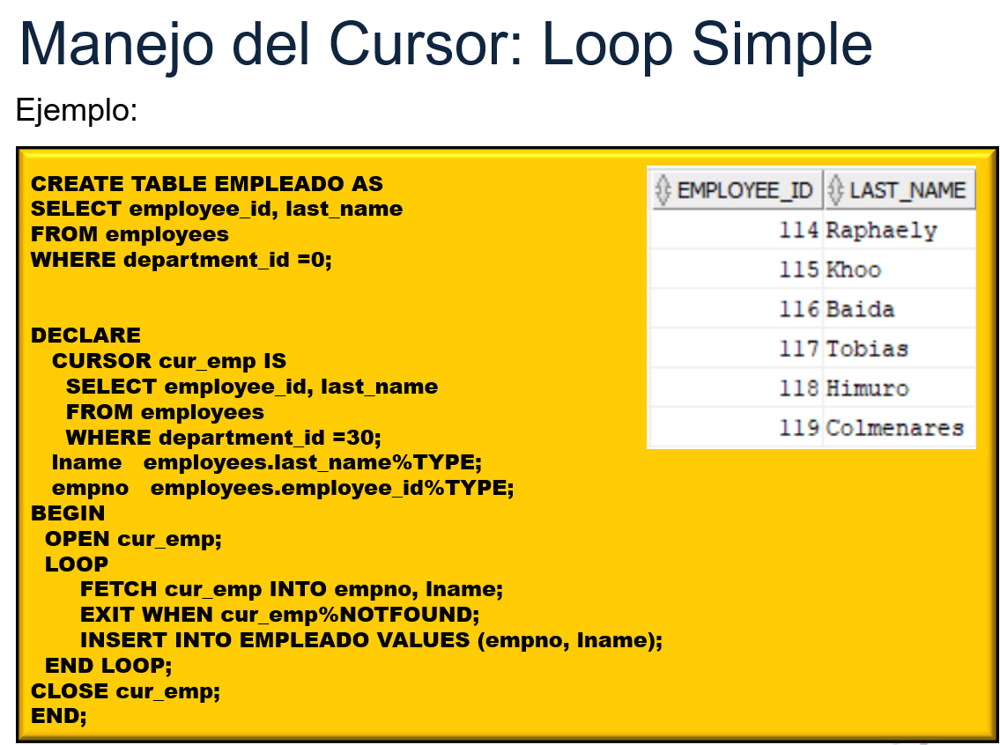 Manejo del Cursor: Loop Simple
Ejemplo:
CREATE TABLE EMPLEADO AS
SELECT employee_id, last_name
FROM employees
WHERE department_id =0;
DECLARE
CURSOR cur_emp IS
SELECT employee_id, last_name
FROM employees
WHERE department_id =30;
lname employees.last_name%TYPE;
empno employees.employee_id%TYPE;
BEGIN
OPEN cur_emp;
LOOP
FETCH cur_emp INTO empno, lname;
EXIT WHEN cur_emp%NOTFOUND;
INSERT INTO EMPLEADO VALUES (empno, lname);
END LOOP;
CLOSE cur_emp;
END;
EMPLOYEE_ID LAST_NAME
114 Raphaely
115 Khoo
116 Baida
117 Tobias
118 Himuro
119 Colmenares